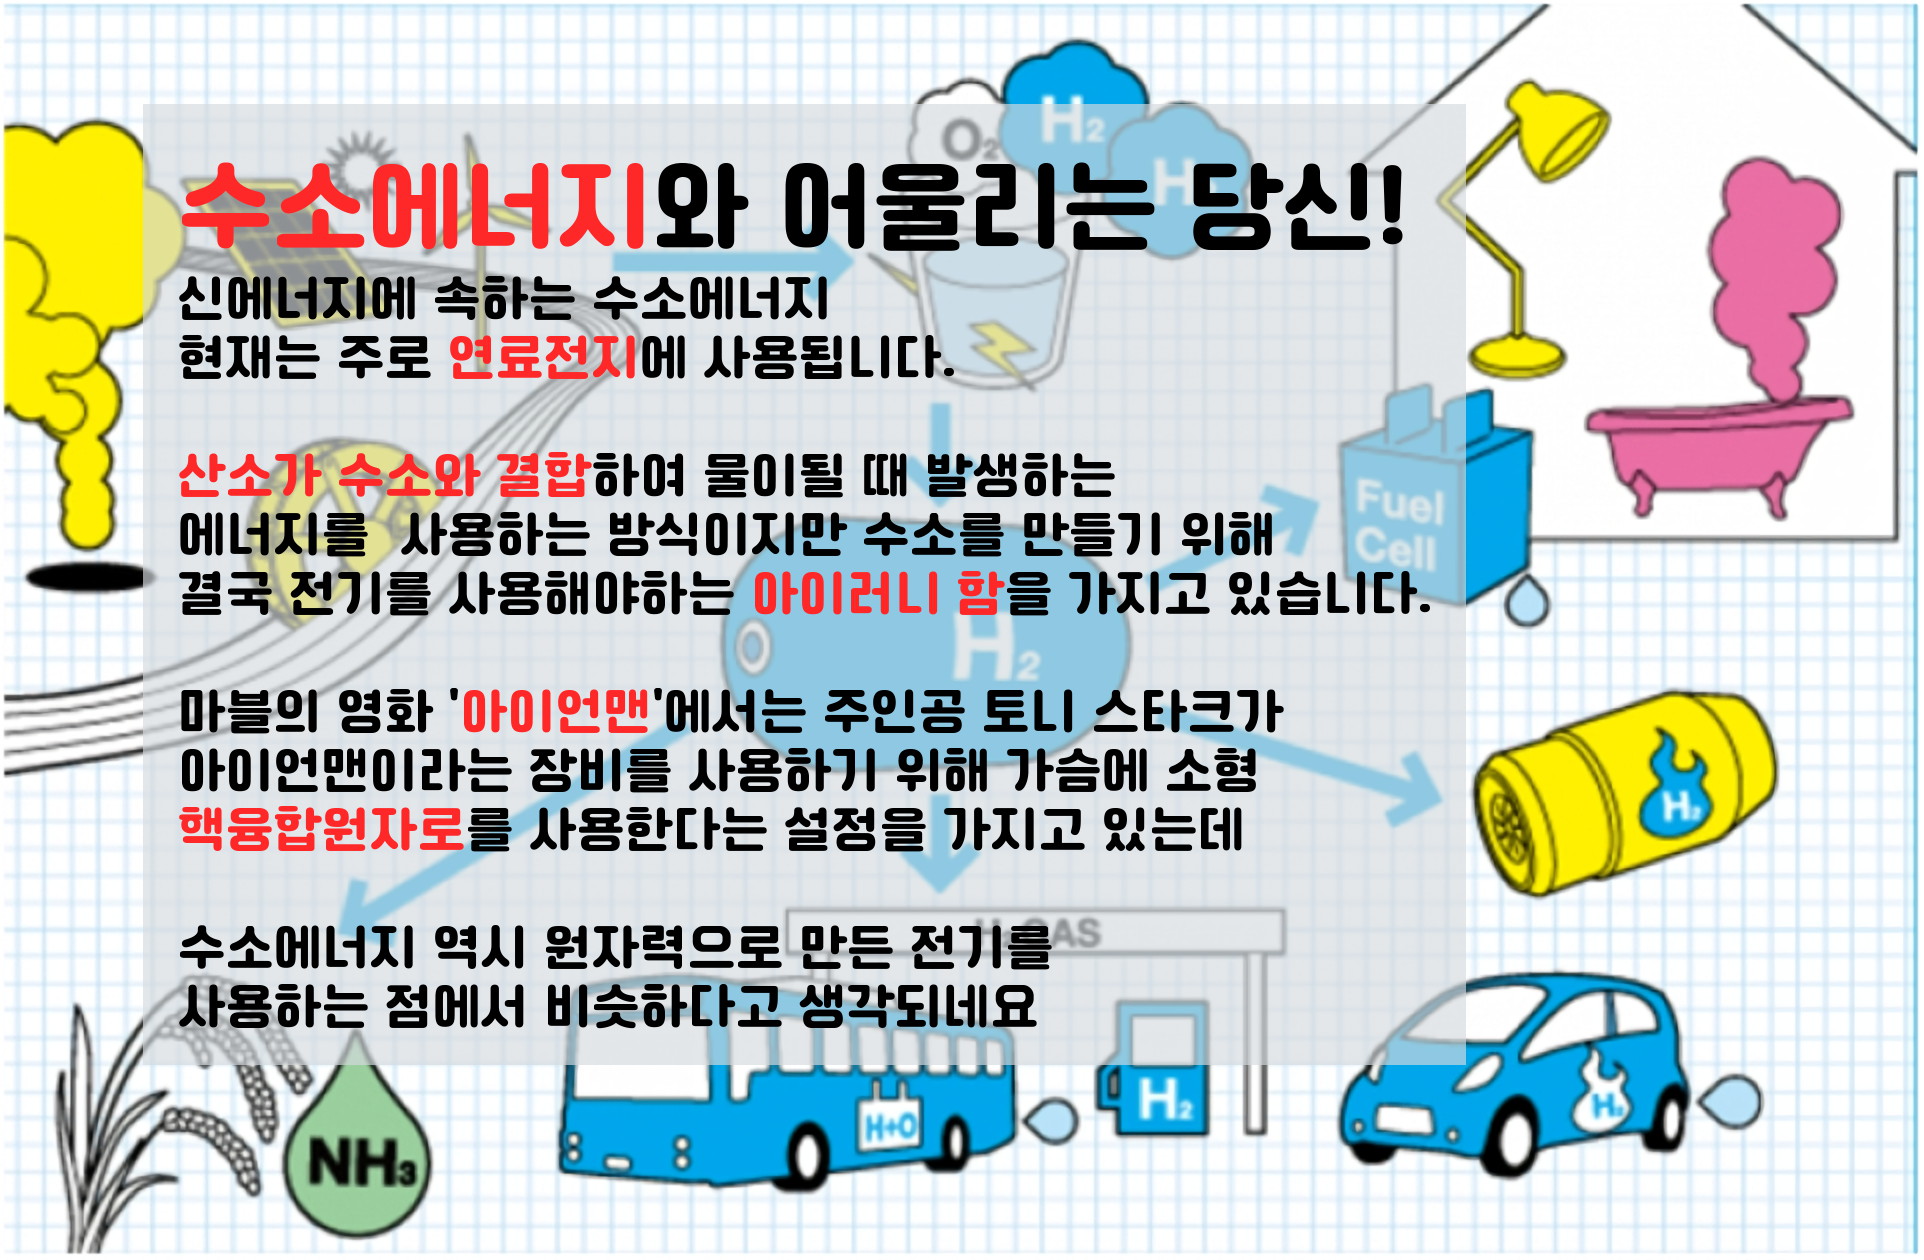 수소에너지와 어울리는 당신!
신에너지에 속하는 수소에너지
현재는 주로 연료전지에 사용됩니다.
산소가 수소와 결합하여 물이될 때 발생하는
에너지를  사용하는 방식이지만 수소를 만들기 위해
결국 전기를 사용해야하는 아이러니 함을 가지고 있습니다.
마블의 영화 '아이언맨'에서는 주인공 토니 스타크가
아이언맨이라는 장비를 사용하기 위해 가슴에 소형
핵융합원자로를 사용한다는 설정을 가지고 있는데
수소에너지 역시 원자력으로 만든 전기를
사용하는 점에서 비슷하다고 생각되네요
O₂
H₂
H
Fuel
Cell
H₂
H₂
GAS
NH₃
H+O
H₂
H₂